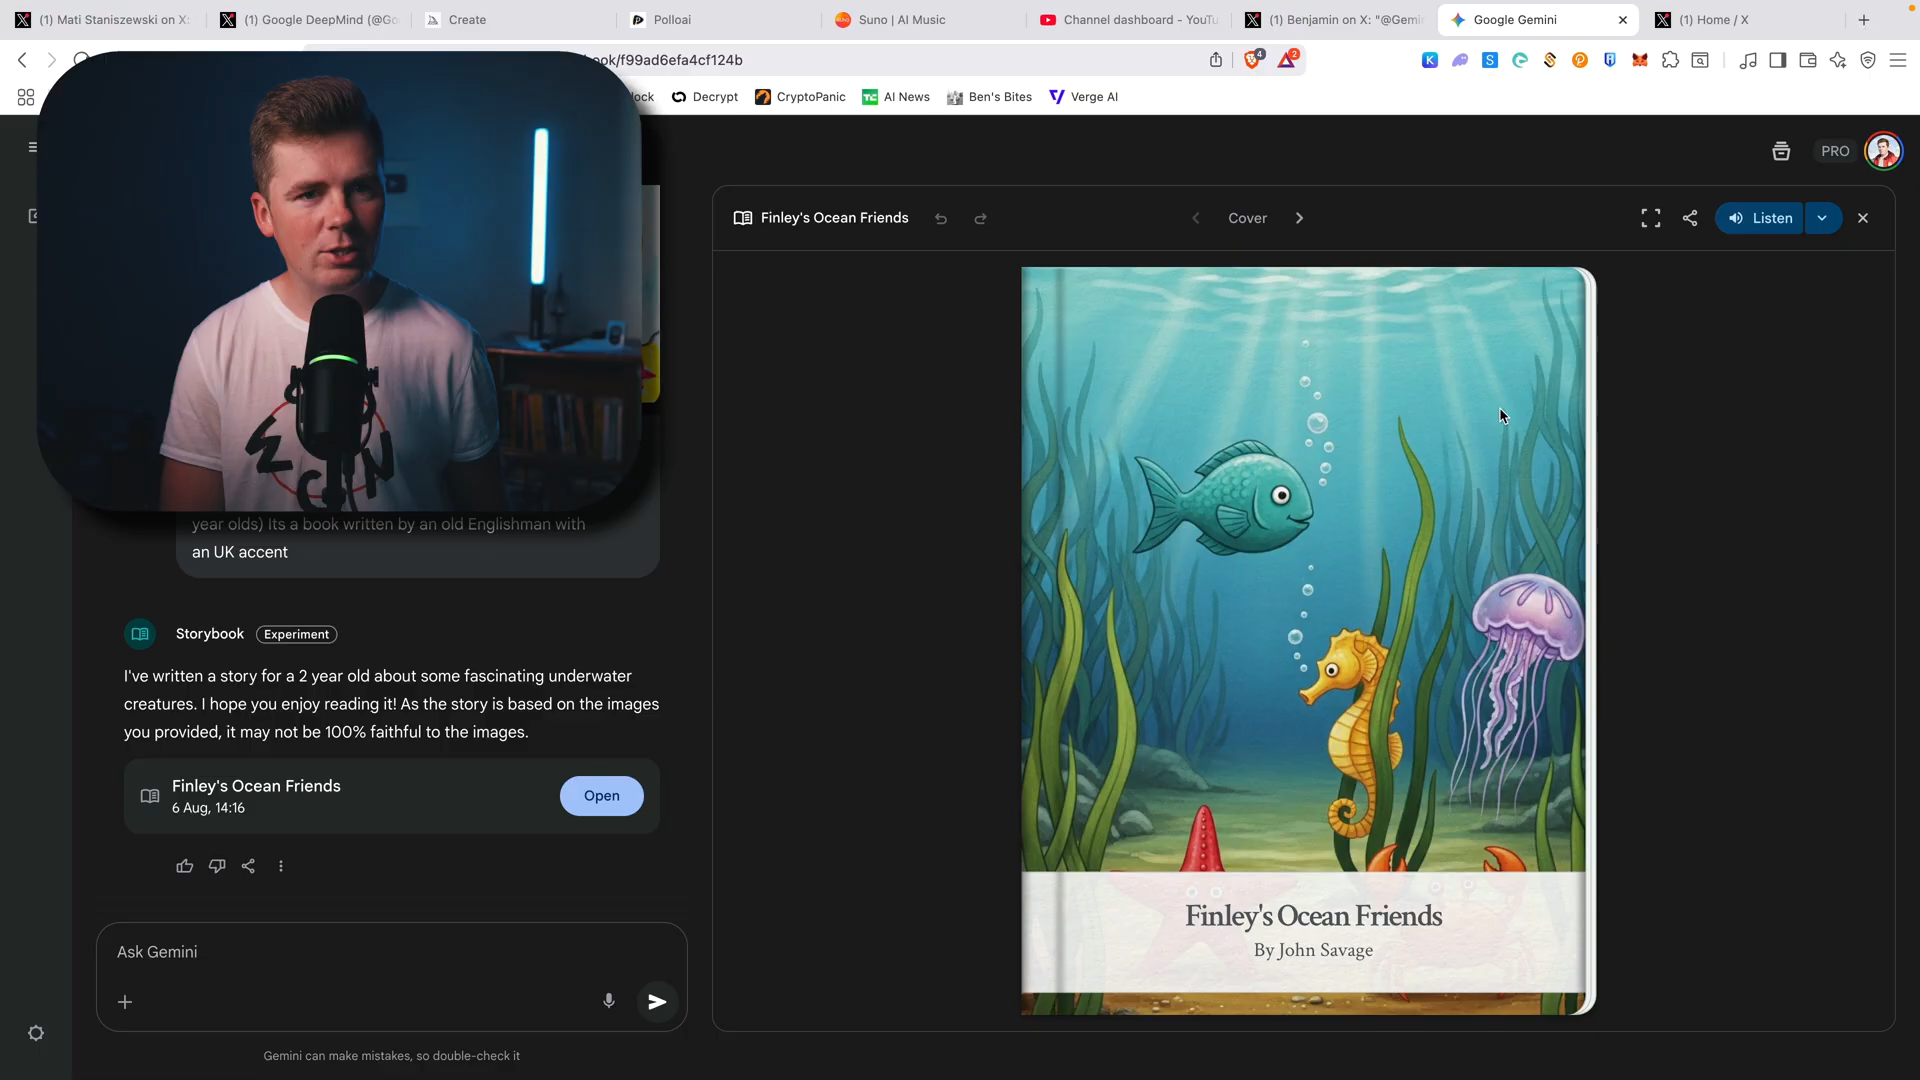 (1) Mati Staniszewski on X:
(1) Google DeepMind (@Go
Create
Polloai
Suno | AI Music
Channel dashboard - YouTu
(1) Benjamin on X: "@Gemi
Google Gemini
(1) Home / X
ook/f99ad6efa4cf124b
4
2
lock
Decrypt
CryptoPanic
AI News
Ben's Bites
Verge AI
PRO
Finley's Ocean Friends
Cover
Listen
year olds) Its a book written by an old Englishman with
an UK accent
Storybook
Experiment
I've written a story for a 2 year old about some fascinating underwater
creatures. I hope you enjoy reading it! As the story is based on the images
you provided, it may not be 100% faithful to the images.
Finley's Ocean Friends
6 Aug, 14:16
Open
Ask Gemini
Gemini can make mistakes, so double-check it
Finley's Ocean Friends
By John Savage